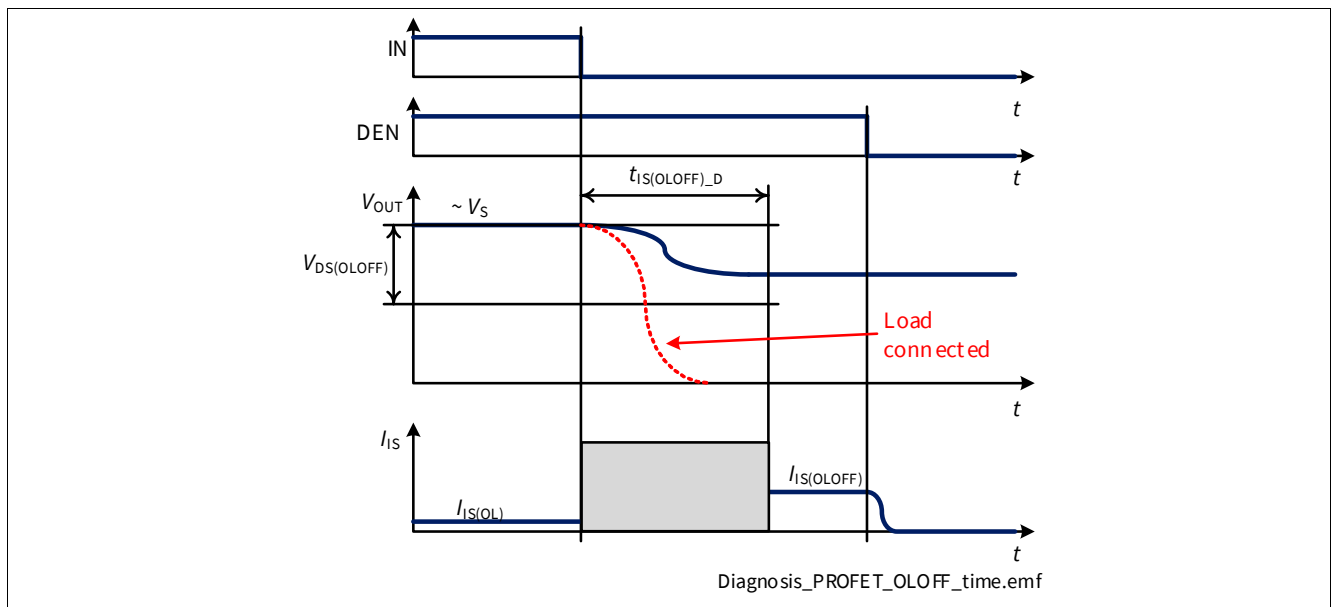 IN
t
DEN
t
tIS(OLOFF)_D
VOUT
~ VS
VDS(OLOFF)
Load
connected
t
IIS
IIS(OLOFF)
IIS(OL)
t
Diagnosis_PROFET_OLOFF_time.emf